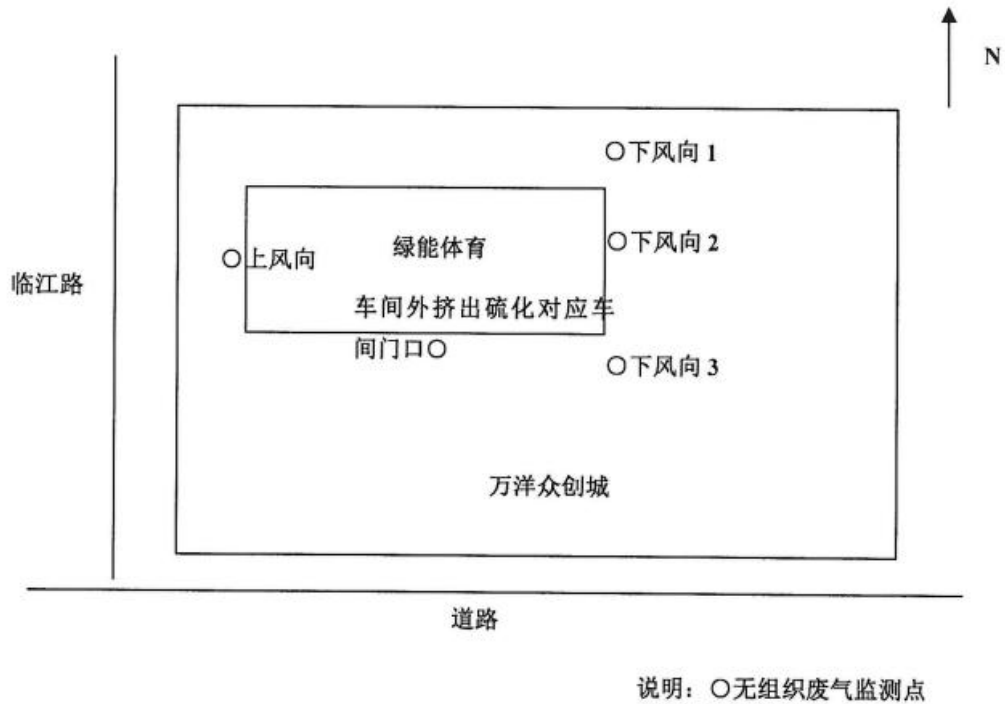 N
○下风向 1
○下风向 2
绿能体育
○上风向
临江路
车间外挤出硫化对应车
间门口○
○下风向 3
万洋众创城
道路
说明：○无组织废气监测点